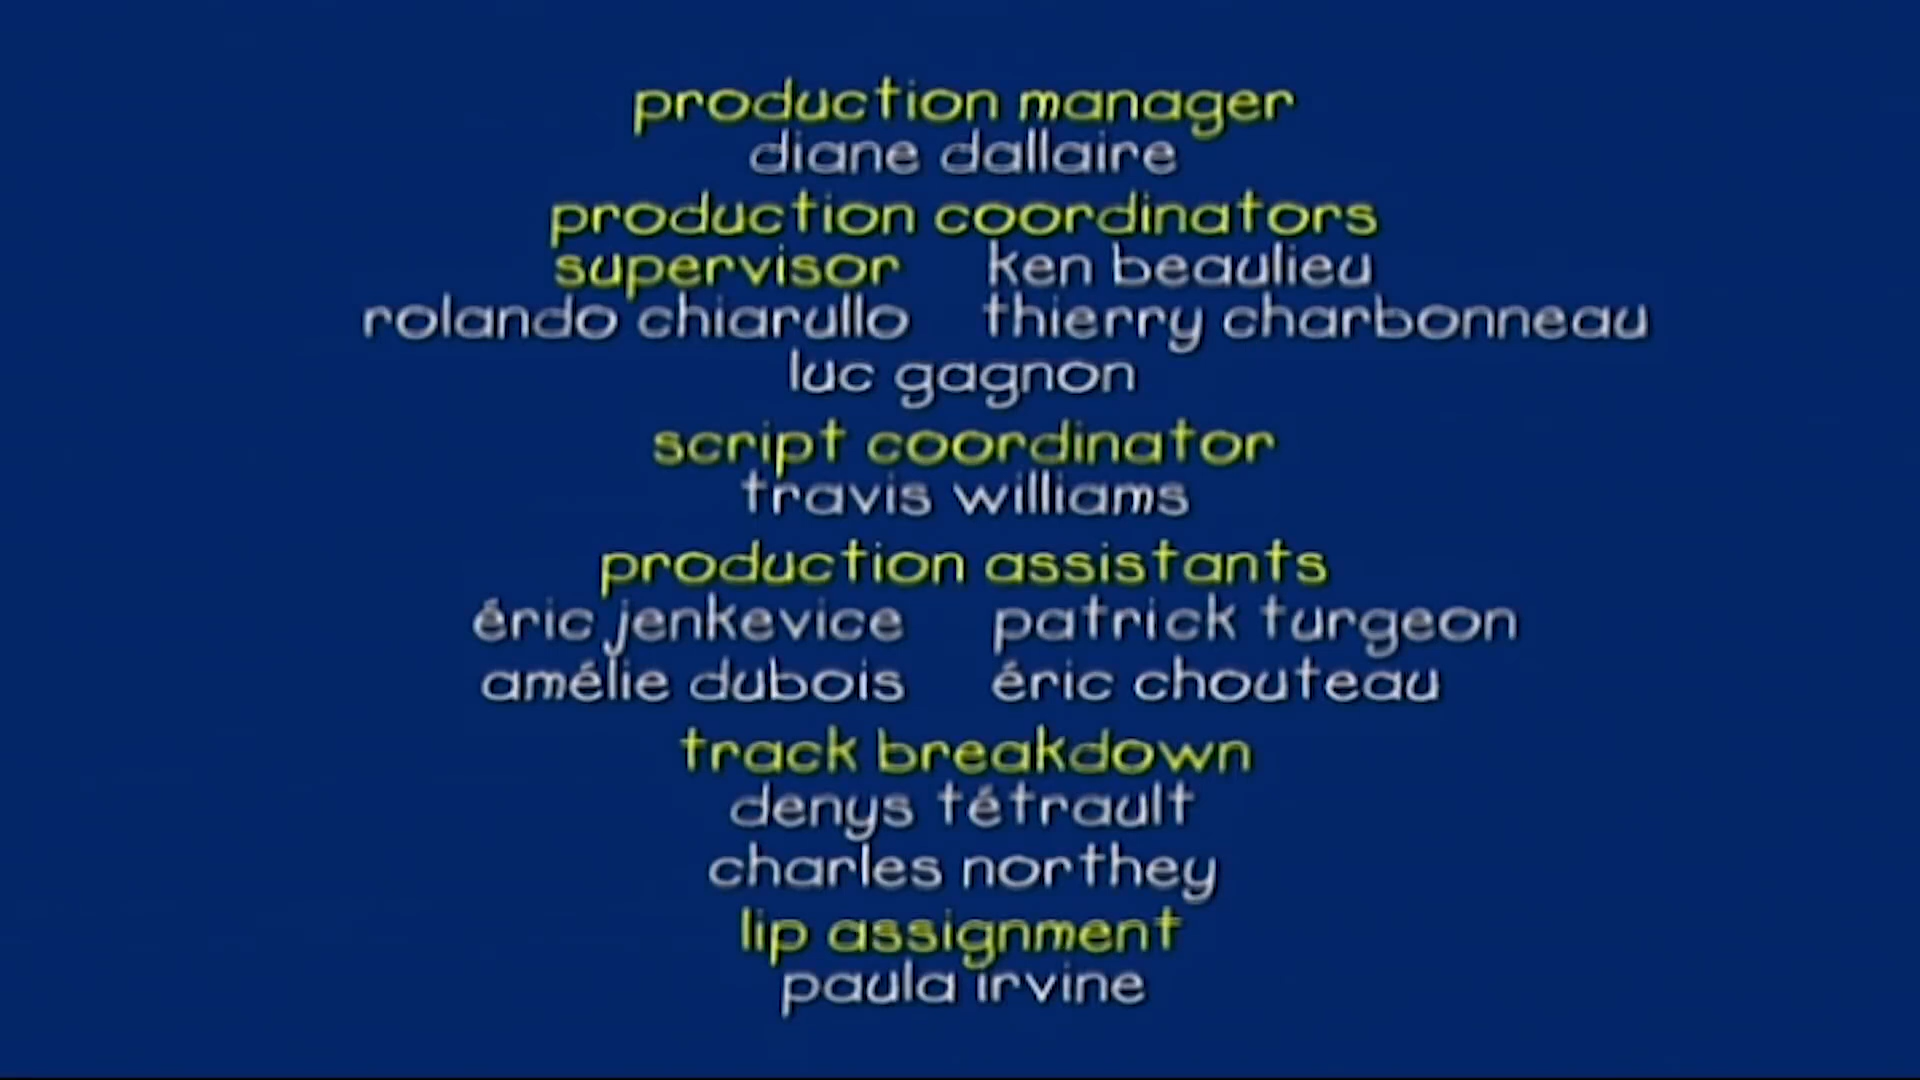 production manager
diane dallaire
production coordinators
supervisor ken beaulieu
rolando chiarullo thierry charbonneau
luc gagnon
script coordinator
travis williams
production assistants
éric jenkevice patrick turgeon
amélie dubois éric chouteau
track breakdown
denys tétrault
charles northey
lip assignment
paula irvine